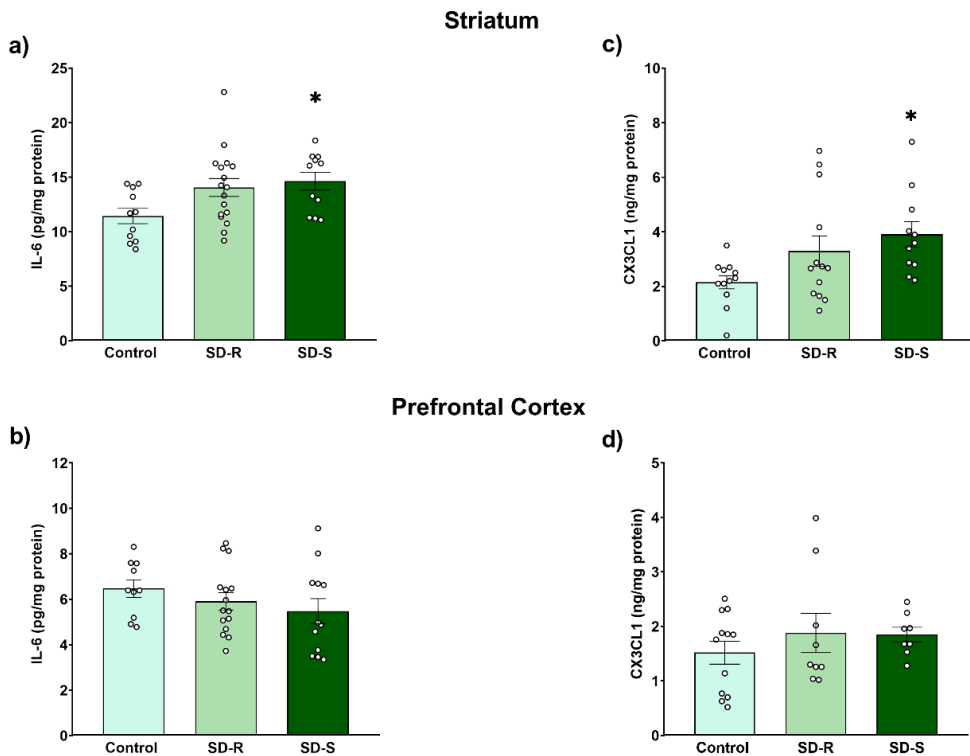 Striatum
a)
IL-6 (pg/mg protein)
25
20
15
10
5
0
*
Control SD-R SD-S
c)
CX3CL1 (ng/mg protein)
10
8
6
4
2
0
*
Control SD-R SD-S
Prefrontal Cortex
b)
IL-6 (pg/mg protein)
12
10
8
6
4
2
0
Control SD-R SD-S
d)
CX3CL1 (ng/mg protein)
5
4
3
2
1
0
Control SD-R SD-S